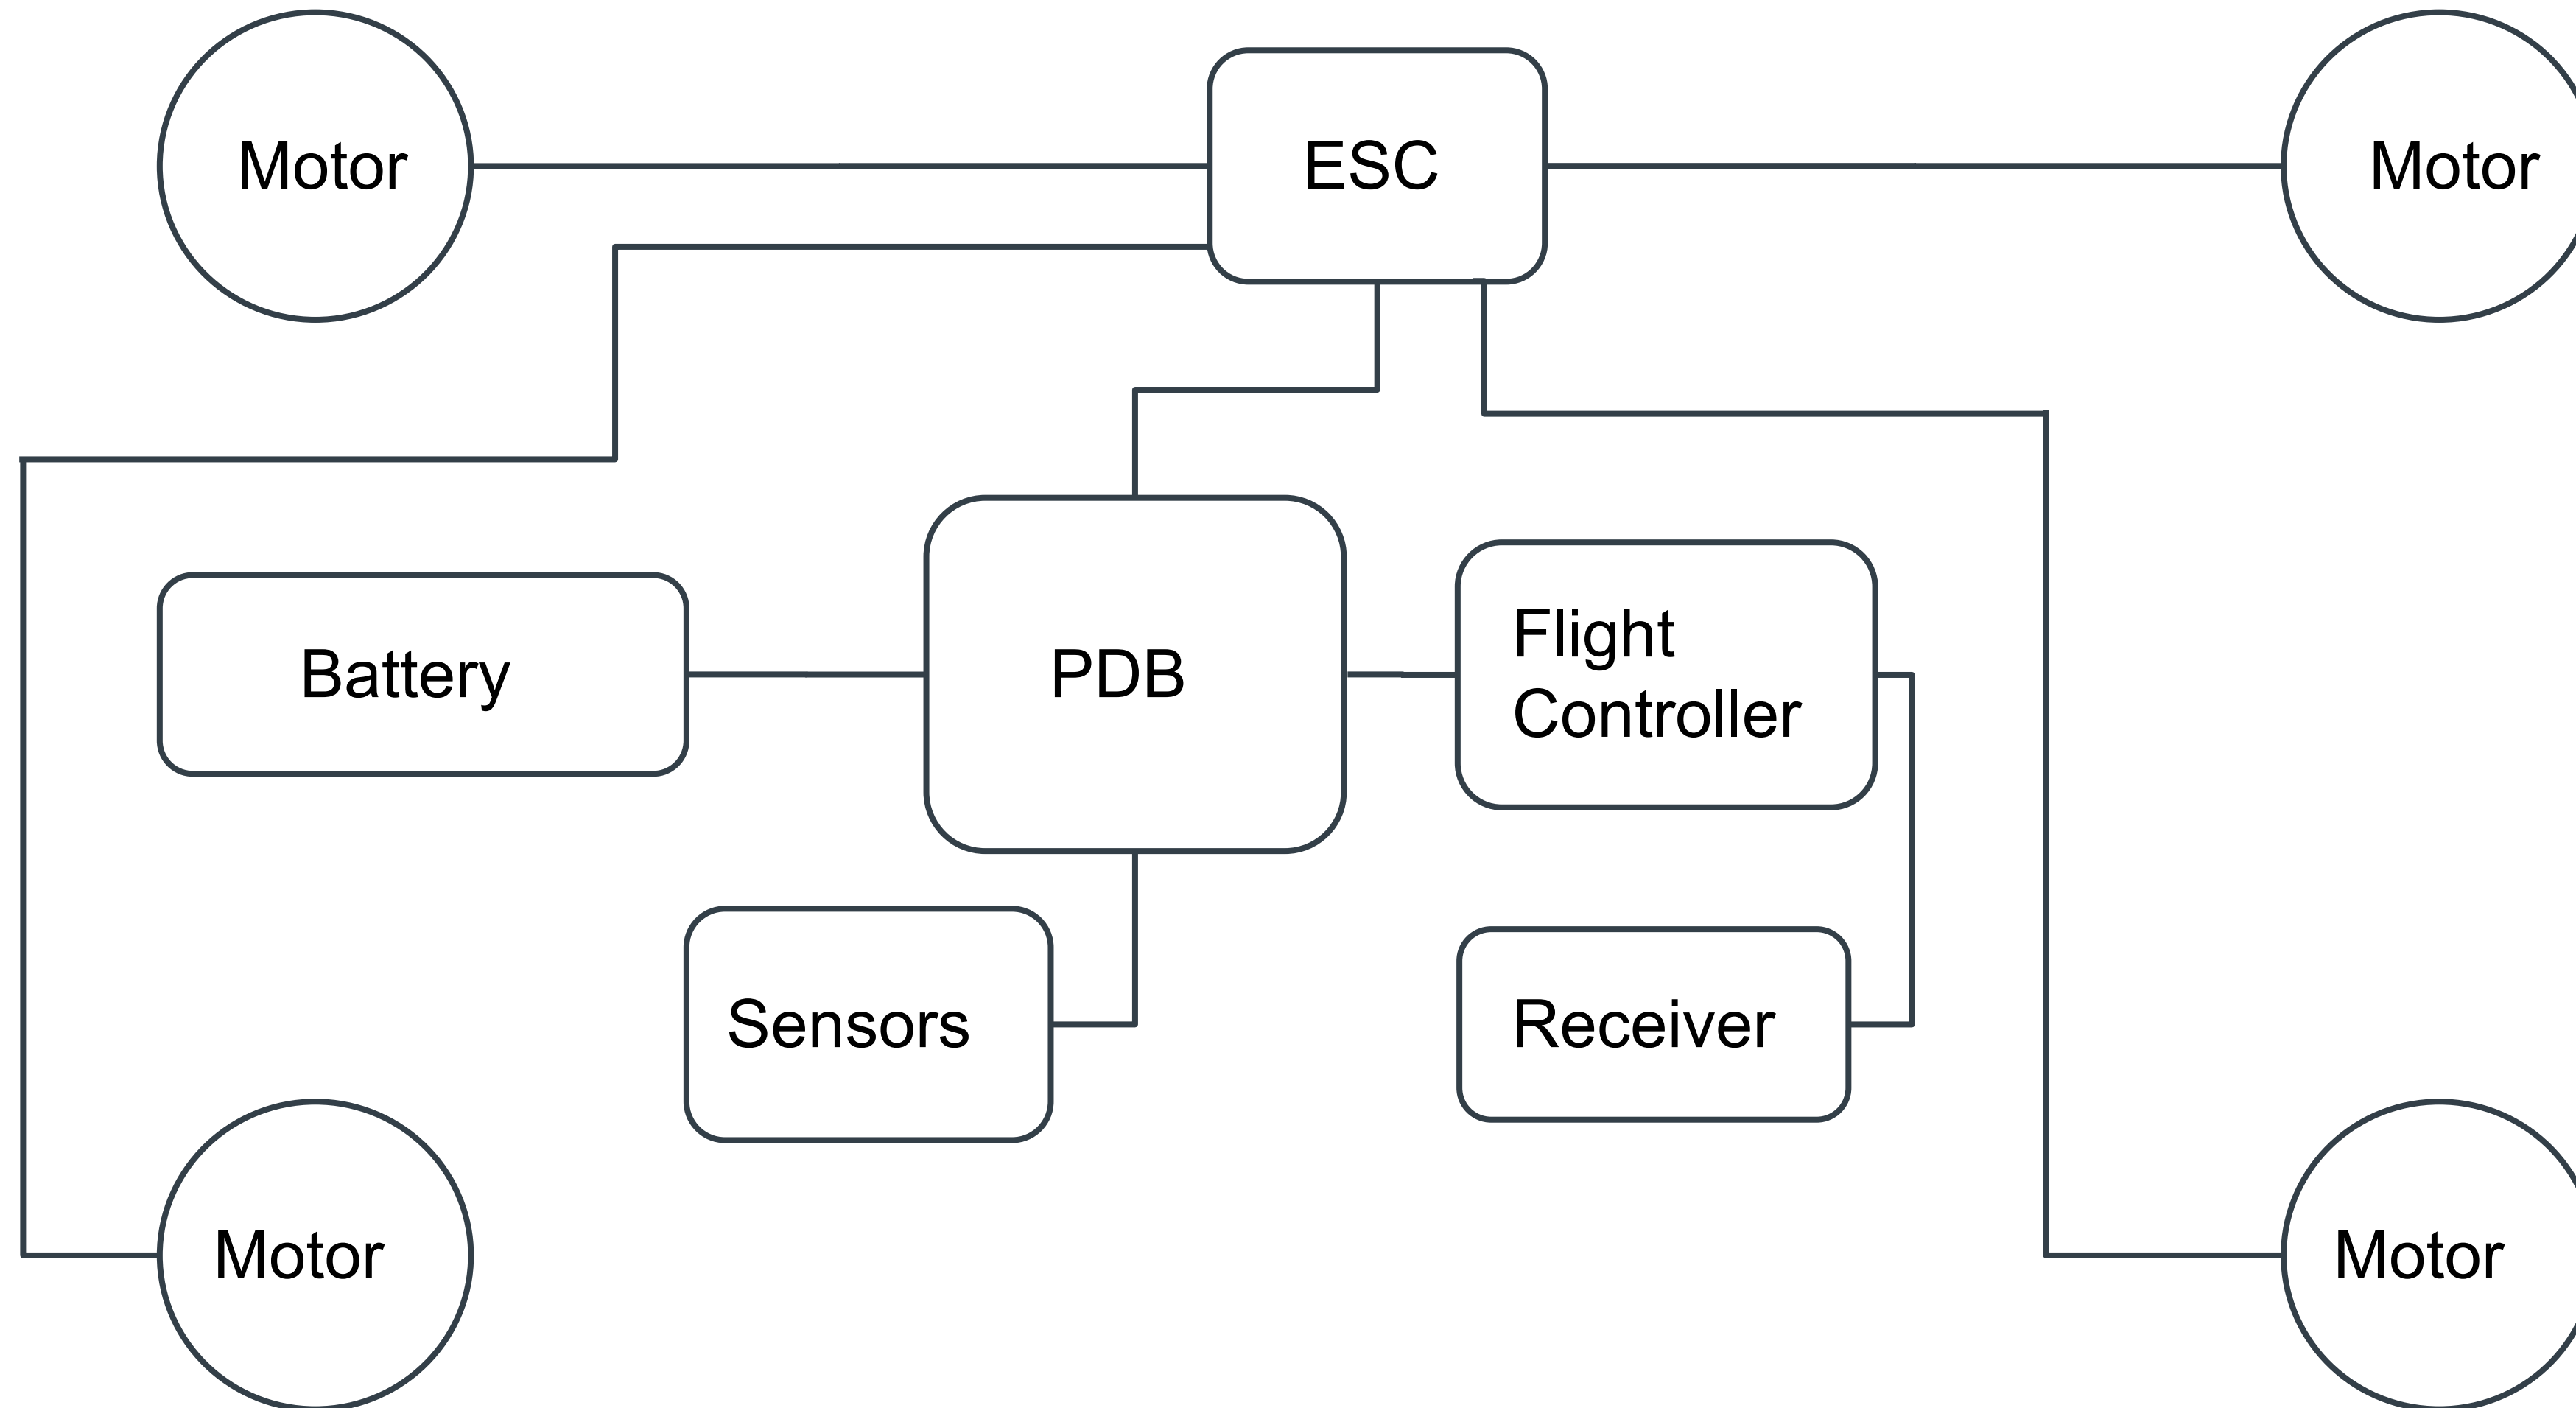 Motor
ESC
Motor
Battery
PDB
Flight
Controller
Sensors
Receiver
Motor
Motor